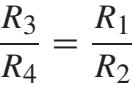 R₃/R₄ = R₁/R₂